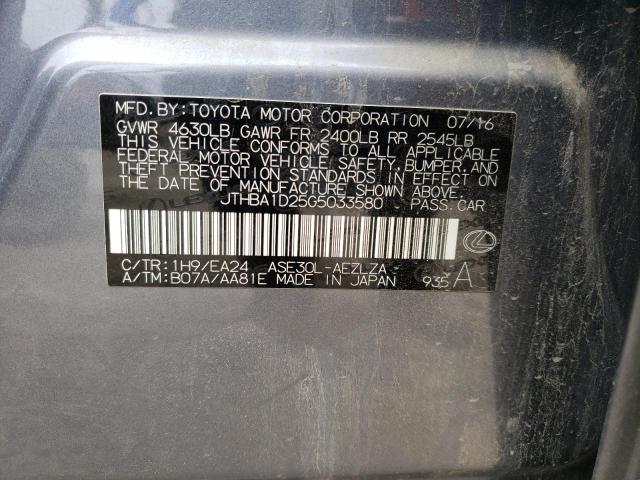 MFD. BY: TOYOTA MOTOR CORPORATION 07/16
GVWR 4630LB GAWR FR 2400LB RR 2545LB
THIS VEHICLE CONFORMS TO ALL APPLICABLE
FEDERAL MOTOR VEHICLE SAFETY, BUMPER, AND
THEFT PREVENTION STANDARDS IN EFFECT ON
THE DATE OF MANUFACTURE SHOWN ABOVE.
JTHBA1D25G5033580 PASS. CAR
C/TR: 1H9/EA24 ASE30L-AEZLZA
A/TM: B07A/AA81E MADE IN JAPAN 935 A